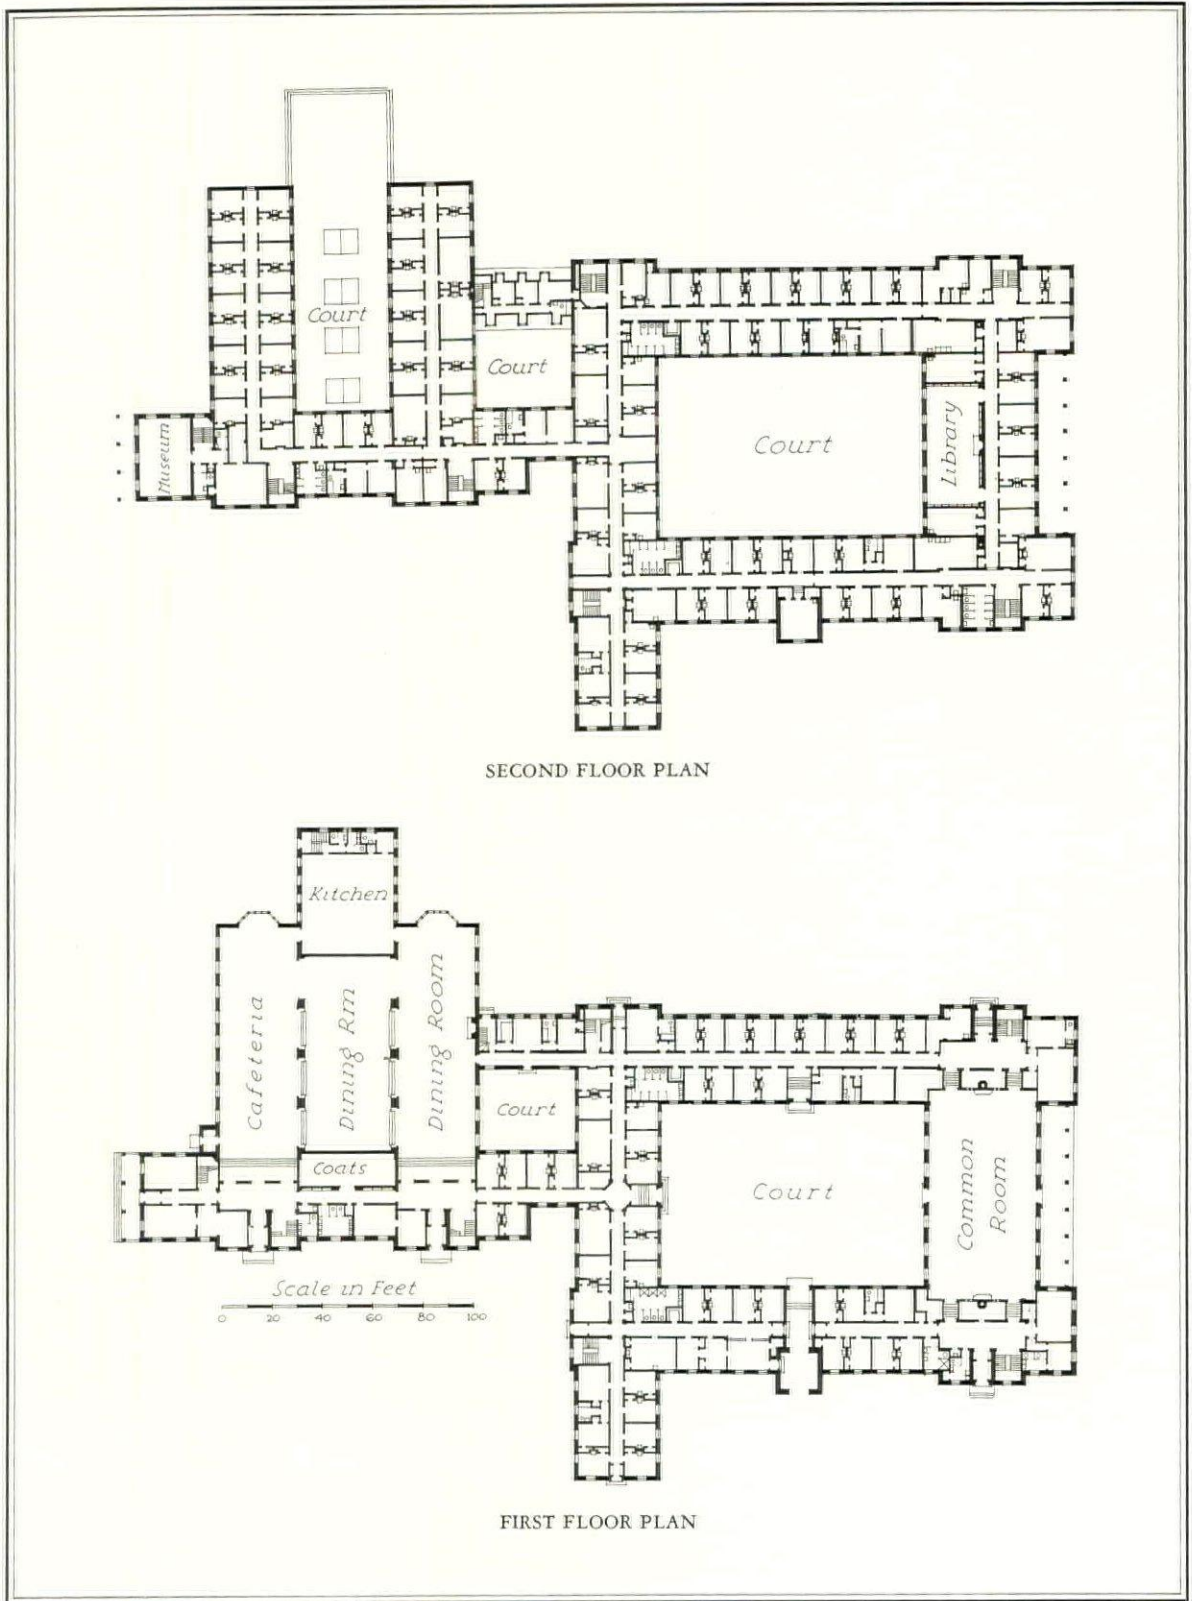 Court
Court
Museum
Court
Library
SECOND FLOOR PLAN
Kitchen
Cafeteria
Dining Rm
Dining Room
Court
Coats
Court
Common
Room
Scale in Feet
0 20 40 60 80 100
FIRST FLOOR PLAN